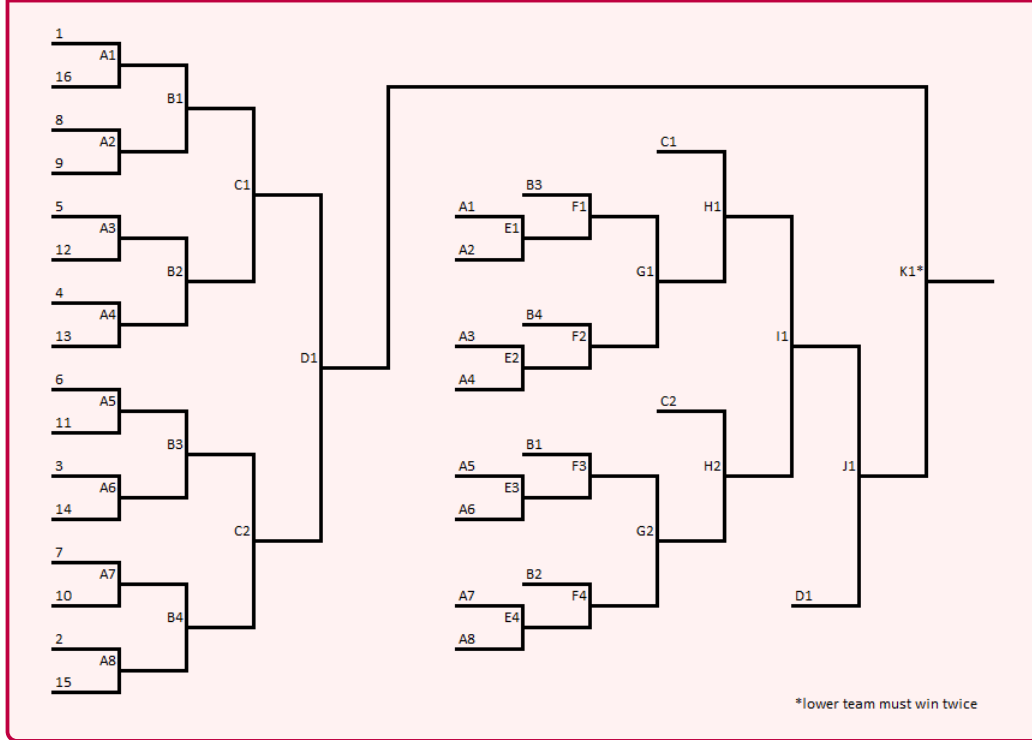 1
A1
16
B1
8
A2
9
C1
5
A3
12
B2
4
A4
13
D1
6
A5
11
B3
3
A6
14
C2
7
A7
10
B4
2
A8
15
C1
B3
F1
H1
A1
E1
A2
G1
K1*
B4
F2
A3
E2
A4
I1
C2
B1
F3
H2
J1
A5
E3
A6
G2
B2
F4
A7
E4
A8
D1
*lower team must win twice